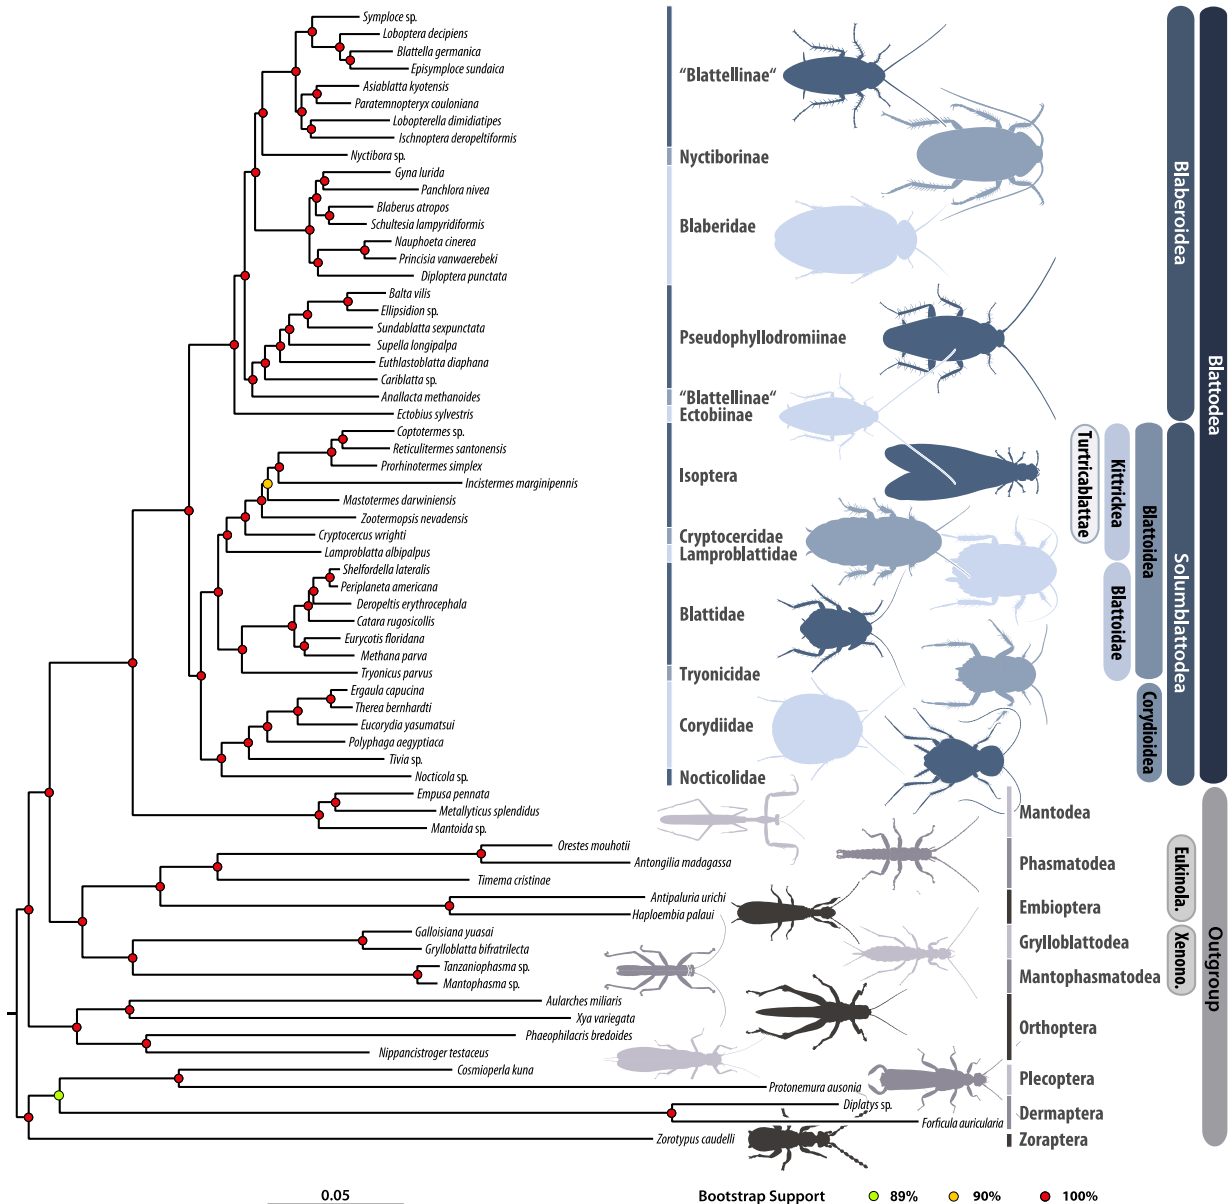 Symploce sp.
Loboptera decipiens
Blattella germanica
Episymploce sundaica
Asiablatta kyotensis
Paratemnopteryx couloniana
Lobopterella dimidiatipes
Ischnoptera deropeltiformis
Nyctibora sp.
Gyna lurida
Panchlora nivea
Blaberus atropos
Schultesia lampyridiformis
Nauphoeta cinerea
Princisia vanwaerebeki
Diploptera punctata
Balta vilis
Ellipsidion sp.
Sundablatta sexpunctata
Supella longipalpa
Euthlastoblatta diaphana
Cariblatta sp.
Anallacta methanoides
Ectobius sylvestris
Coptotermes sp.
Reticulitermes santonensis
Prorhinotermes simplex
Incistermes marginipennis
Mastotermes darwiniensis
Zootermopsis nevadensis
Cryptocercus wrighti
Lamproblatta albipalpus
Shelfordella lateralis
Periplaneta americana
Deropeltis erythrocephala
Catara rugosicollis
Eurycotis floridana
Methana parva
Tryonicus parvus
Ergaula capucina
Therea bernhardti
Eucorydia yasumatsui
Polyphaga aegyptiaca
Tivia sp.
Nocticola sp.
Empusa pennata
Metallyticus splendidus
Mantoida sp.
Orestes mouhotii
Antongilia madagassa
Timema cristinae
Antipaluria urichi
Haploembia palaui
Galloisiana yuasai
Grylloblatta bifratrilecta
Tanzaniophasma sp.
Mantophasma sp.
Aularches miliaris
Xya variegata
Phaeophilacris bredoides
Nippancistroger testaceus
Cosmioperla kuna
Protonemura ausonia
Diplatys sp.
Forficula auricularia
Zorotypus caudelli
“Blattellinae“
Nyctiborinae
Blaberidae
Pseudophyllodromiinae
“Blattellinae“
Ectobiinae
Isoptera
Cryptocercidae
Lamproblattidae
Blattidae
Tryonicidae
Corydiidae
Nocticolidae
Mantodea
Phasmatodea
Embioptera
Grylloblattodea
Mantophasmatodea
Orthoptera
Plecoptera
Dermaptera
Zoraptera
Turtricablattae
Kittrickea
Blattoidae
Blattoidea
Corydioidea
Blaberoidea
Solumblattodea
Blattodea
Eukinola.
Xenono.
Outgroup
0.05
Bootstrap Support 89% 90% 100%